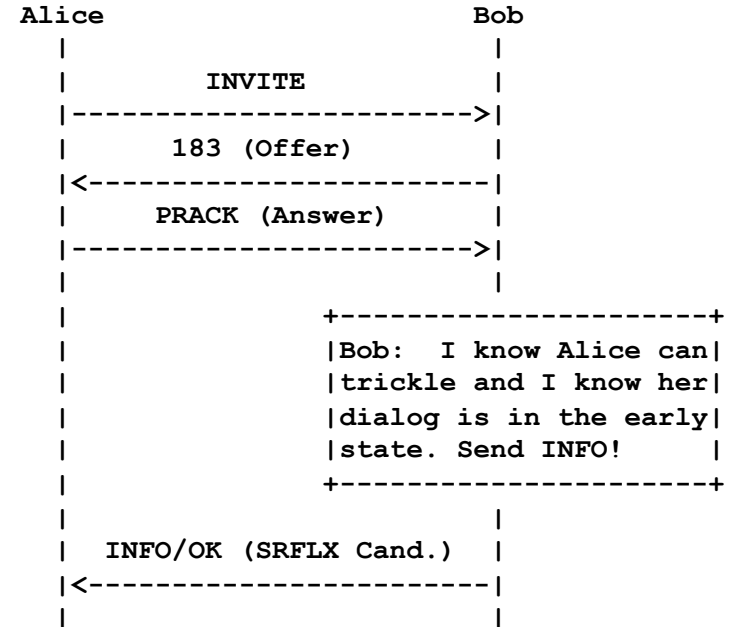 Alice                      Bob
  |                         |
  |        INVITE           |
  |------------------------>|
  |      183 (Offer)        |
  |<------------------------|
  |     PRACK (Answer)      |
  |------------------------>|
  |                         |
  |               +----------------------+
  |               |Bob:  I know Alice can|
  |               |trickle and I know her|
  |               |dialog is in the early|
  |               |state. Send INFO!     |
  |               +----------------------+
  |                         |
  |  INFO/OK (SRFLX Cand.)  |
  |<------------------------|
  |                         |